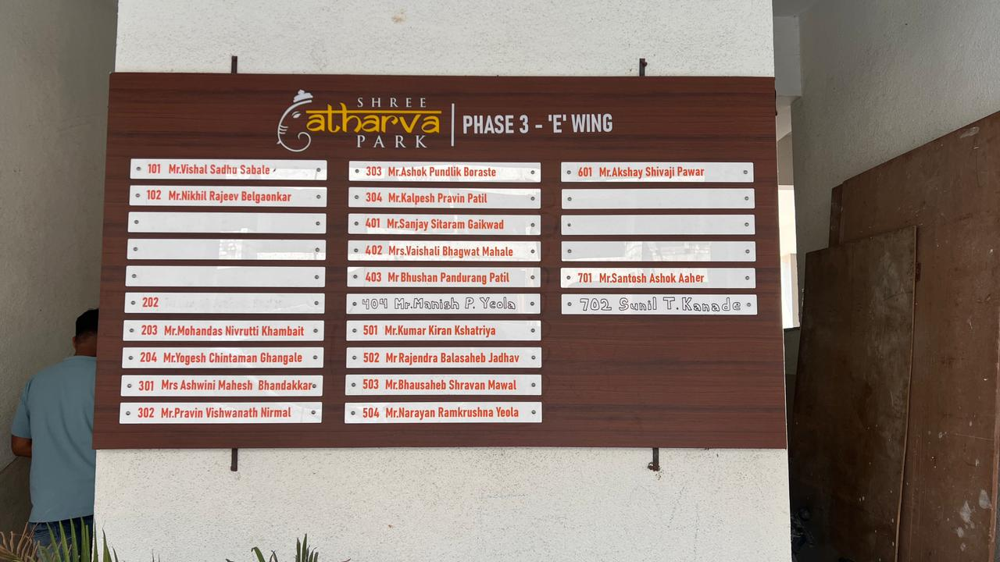 SHREE
atharva
PARK
PHASE 3 - 'E' WING
101 Mr.Vishal Sadhu Sabale
102 Mr.Nikhil Rajeev Belgaonkar
202
203 Mr.Mohandas Nivrutti Khambait
204 Mr.Yogesh Chintaman Ghangale
301 Mrs Ashwini Mahesh Bhandakkar
302 Mr.Pravin Vishwanath Nirmal
303 Mr.Ashok Pundlik Boraste
304 Mr.Kalpesh Pravin Patil
401 Mr.Sanjay Sitaram Gaikwad
402 Mrs.Vaishali Bhagwat Mahale
403 Mr Bhushan Pandurang Patil
404 Mr.Manish P. Yeola
501 Mr.Kumar Kiran Kshatriya
502 Mr Rajendra Balasaheb Jadhav
503 Mr.Bhausaheb Shravan Mawal
504 Mr.Narayan Ramkrushna Yeola
601 Mr.Akshay Shivaji Pawar
701 Mr.Santosh Ashok Aaher
702 Sunil T. Kanade